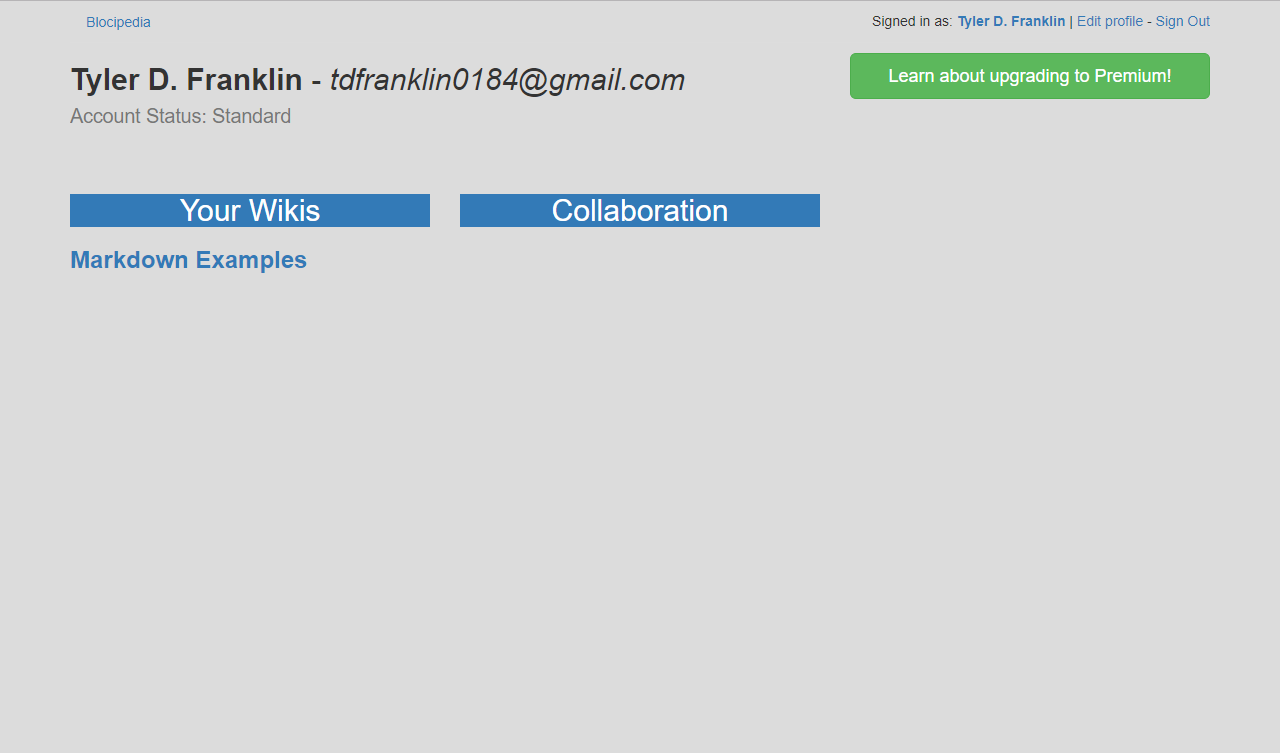 Blocipedia
Signed in as: Tyler D. Franklin | Edit profile - Sign Out
Tyler D. Franklin - tdfranklin0184@gmail.com
Learn about upgrading to Premium!
Account Status: Standard
Your Wikis
Collaboration
Markdown Examples